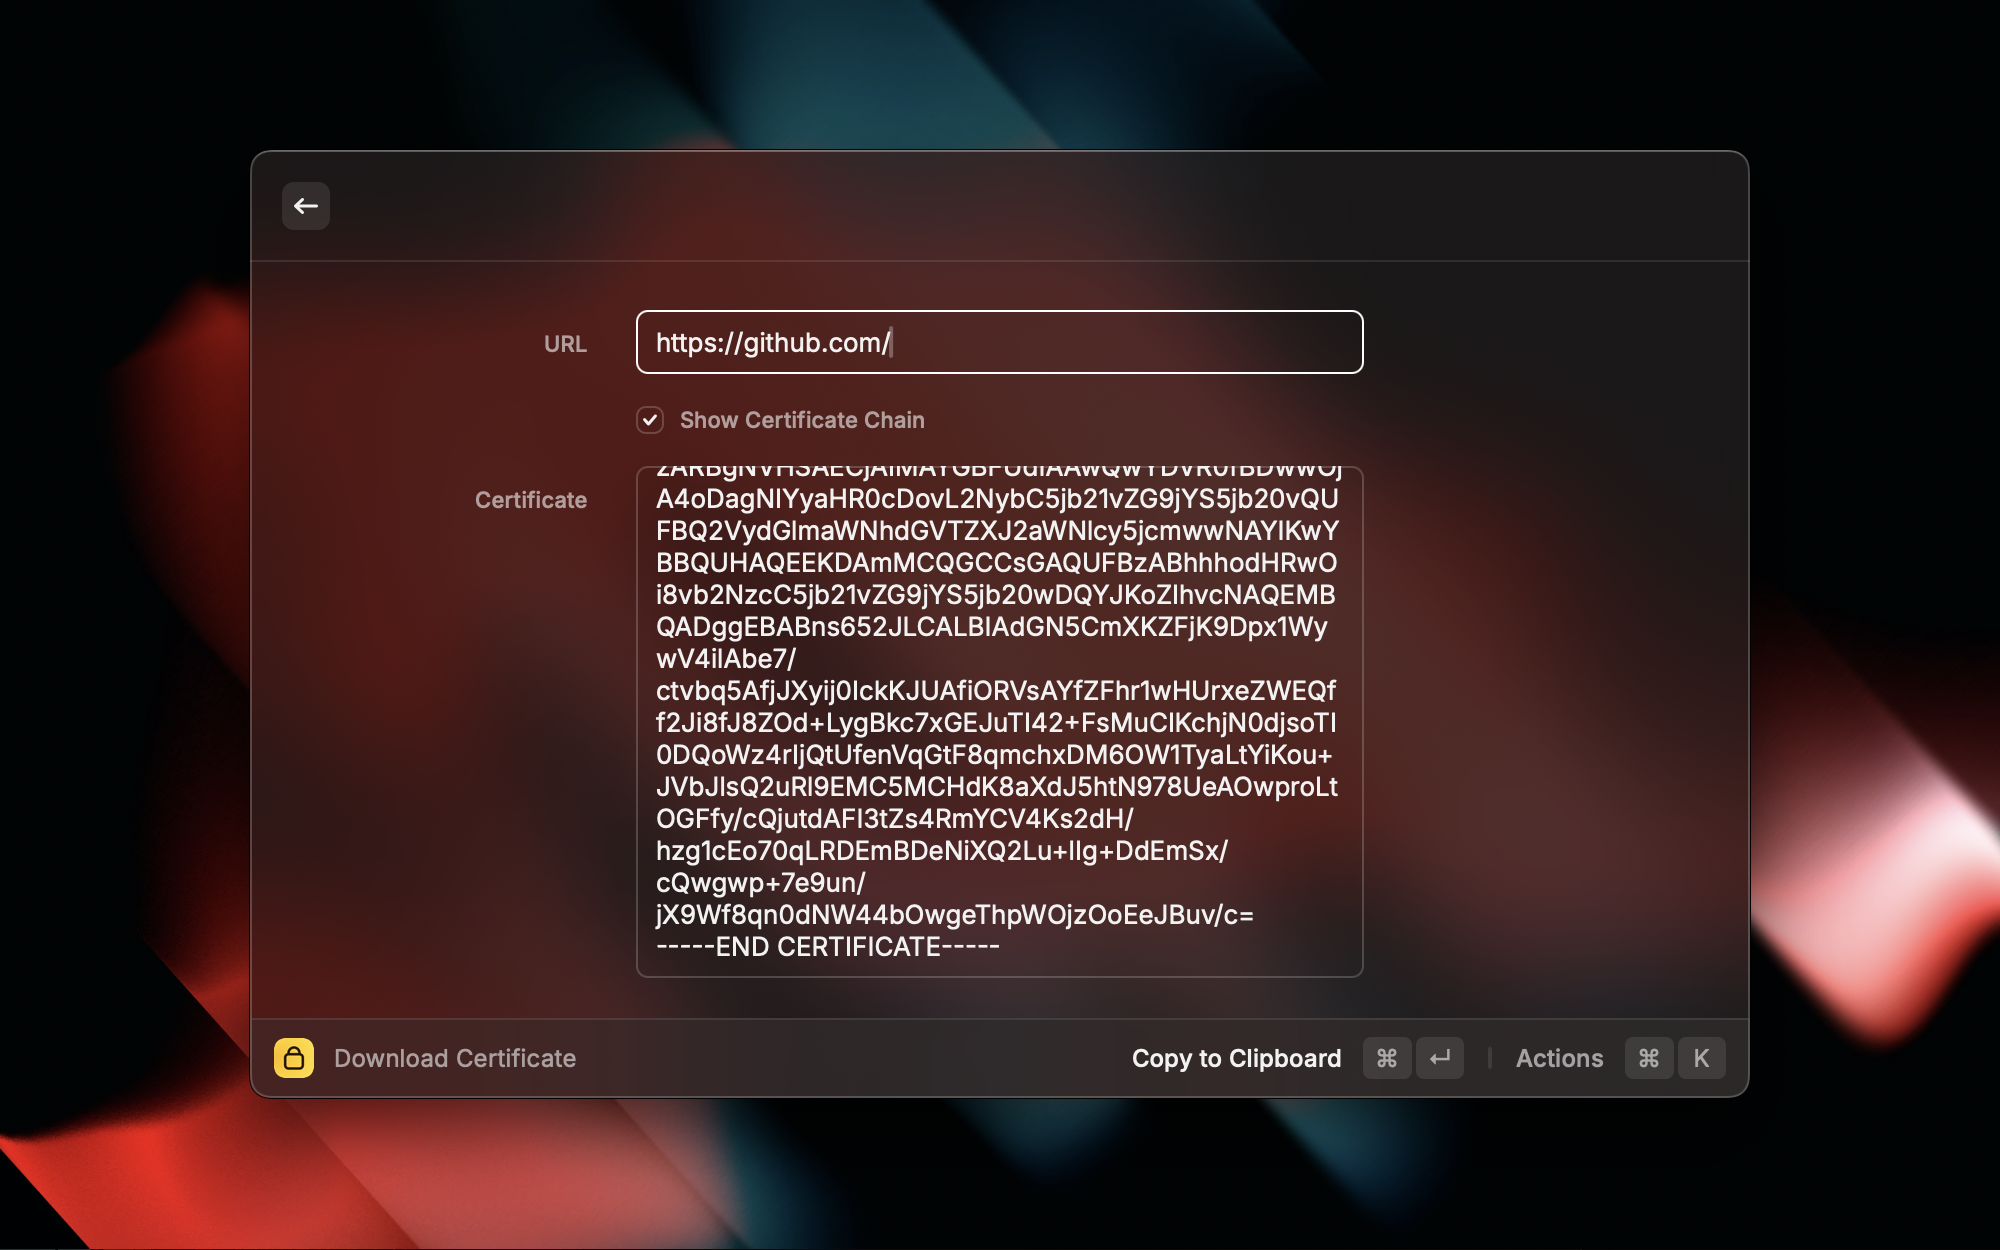 URL
https://github.com/
Show Certificate Chain
Certificate
zARBgNVHSAECjAIMAYGBFUdIAAwQwYDVR0fBDwwOj
A4oDagNIYyaHR0cDovL2NybC5jb21vZG9jYS5jb20vQU
FBQ2VydGlmaWNhdGVTZXJ2aWNlcy5jcmwwNAYIKwY
BBQUHAQEEKDAmMCQGCCsGAQUFBzABhhhodHRwO
i8vb2NzcC5jb21vZG9jYS5jb20wDQYJKoZIhvcNAQEMB
QADggEBABns652JLCALBIAdGN5CmXKZFjK9Dpx1Wy
wV4ilAbe7/
ctvbq5AfjJXyij0IckKJUAfiORVsAYfZFhr1wHUrxeZWEQf
f2Ji8fJ8ZOd+LygBkc7xGEJuTI42+FsMuCIKchjN0djsoTI
0DQoWz4rIjQtUfenVqGtF8qmchxDM6OW1TyaLtYiKou+
JVbJlsQ2uRl9EMC5MCHdK8aXdJ5htN978UeAOwproLt
OGFfy/cQjutdAFI3tZs4RmYCV4Ks2dH/
hzg1cEo70qLRDEmBDeNiXQ2Lu+lIg+DdEmSx/
cQwgwp+7e9un/
jX9Wf8qn0dNW44bOwgeThpWOjzOoEeJBuv/c=
-----END CERTIFICATE-----
Download Certificate
Copy to Clipboard ⌘ ↵
Actions ⌘ K